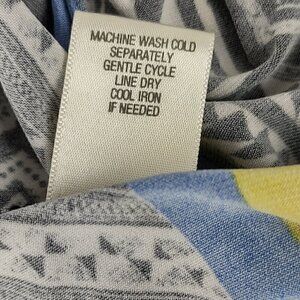 MACHINE WASH COLD
SEPARATELY
GENTLE CYCLE
LINE DRY
COOL IRON
IF NEEDED